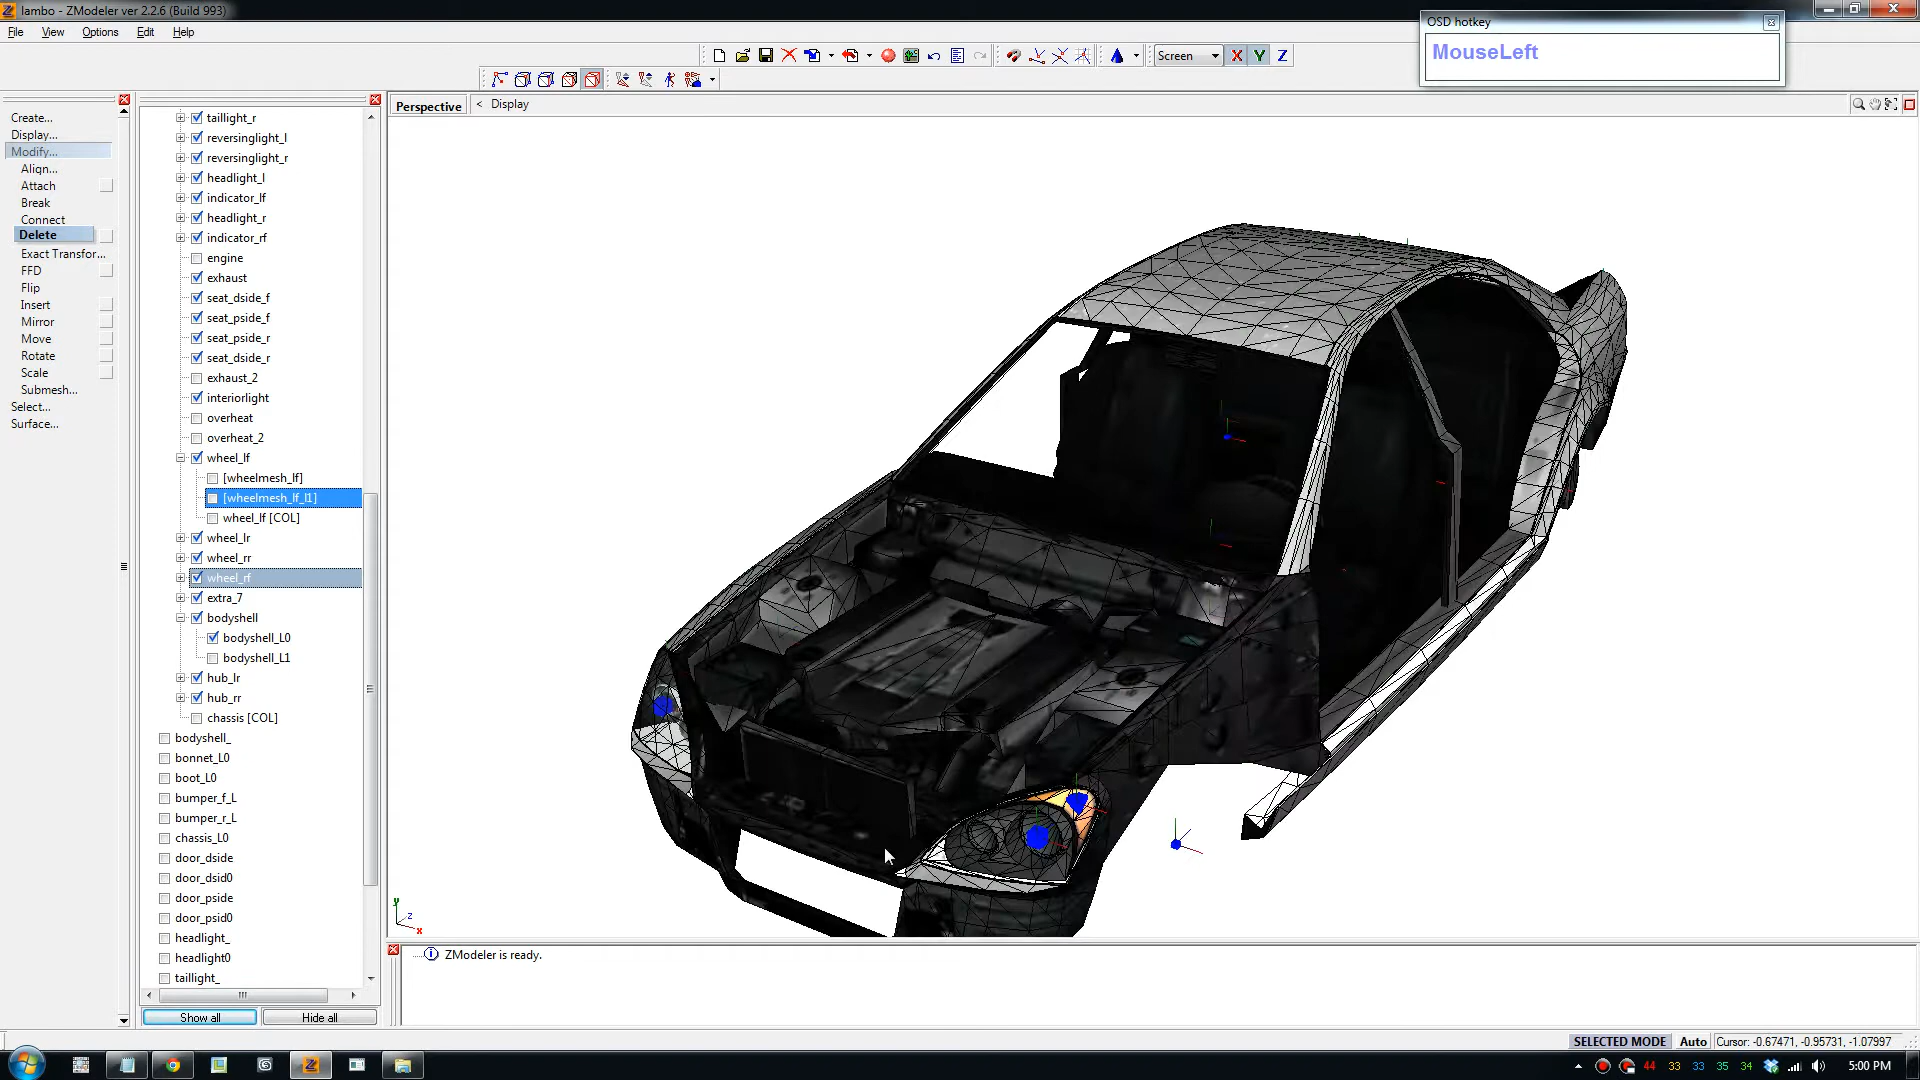 lambo - ZModeler ver 2.2.6 (Build 993)
OSD hotkey
MouseLeft
File View Options Edit Help
Screen X Y Z
Create...
Display...
Modify...
Align...
Attach
Break
Connect
Delete
Exact Transfor...
FFD
Flip
Insert
Mirror
Move
Rotate
Scale
Submesh...
Select...
Surface...
taillight_r
reversinglight_l
reversinglight_r
headlight_l
indicator_lf
headlight_r
indicator_rf
engine
exhaust
seat_dside_f
seat_pside_f
seat_pside_r
seat_dside_r
exhaust_2
interiorlight
overheat
overheat_2
wheel_lf
[wheelmesh_lf]
[wheelmesh_lf_l1]
wheel_lf [COL]
wheel_lr
wheel_rr
wheel_rf
extra_7
bodyshell
bodyshell_L0
bodyshell_L1
hub_lr
hub_rr
chassis [COL]
bodyshell_
bonnet_L0
boot_L0
bumper_f_L
bumper_r_L
chassis_L0
door_dside
door_dsid0
door_pside
door_psid0
headlight_
headlight0
taillight_
Show all Hide all
Perspective < Display
y
z
x
ZModeler is ready.
SELECTED MODE Auto Cursor: -0.67471, -0.95731, -1.07997
44 33 33 35 34 5:00 PM